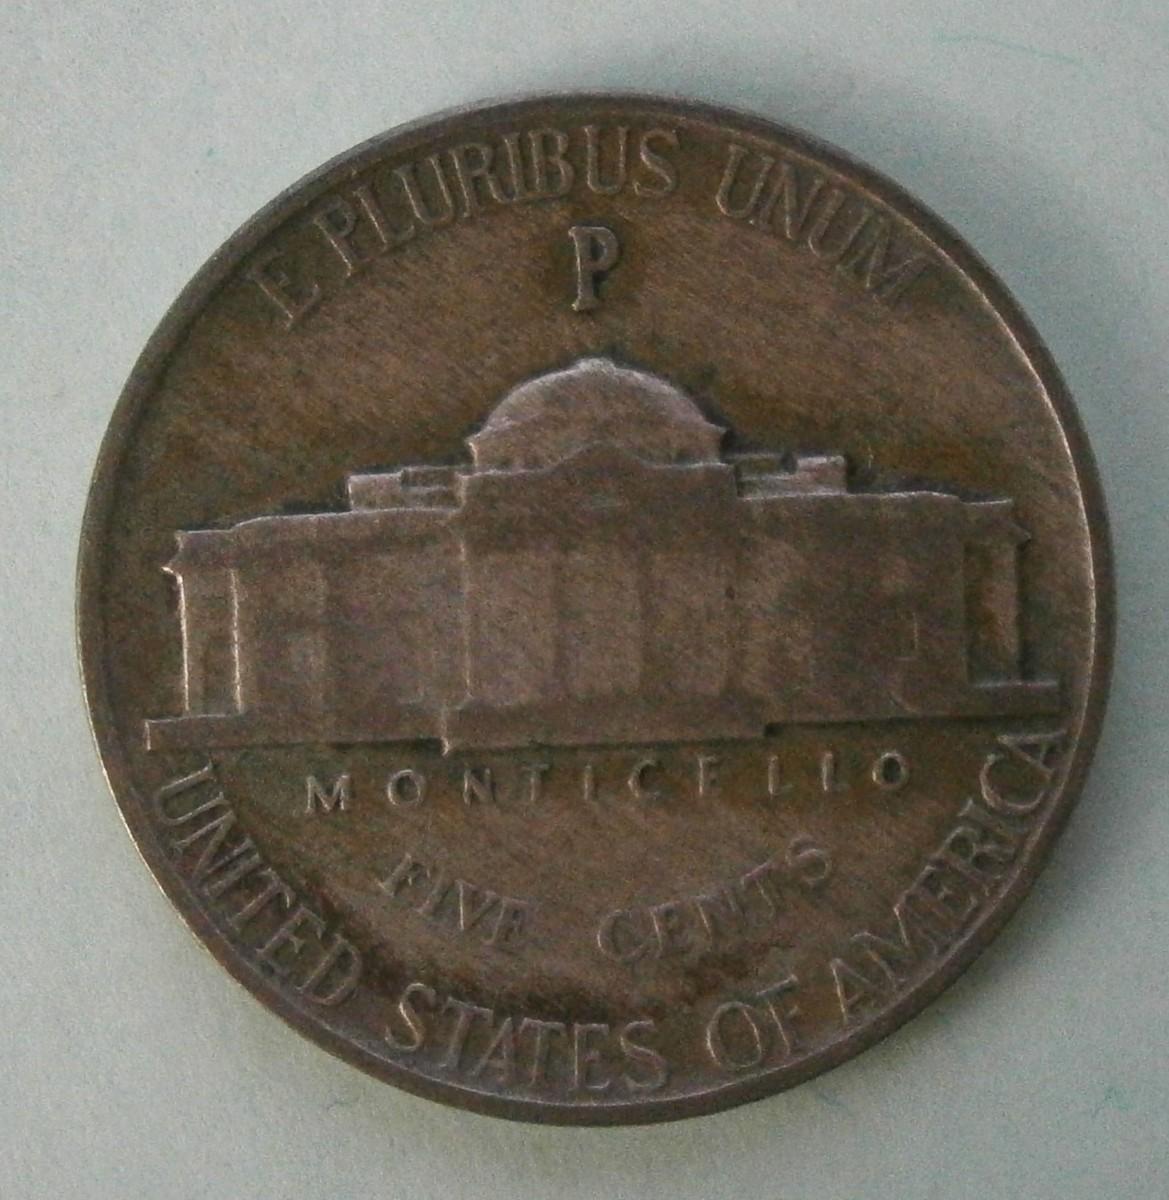 E PLURIBUS UNUM
P
MONTICELLO
FIVE CENTS
UNITED STATES OF AMERICA